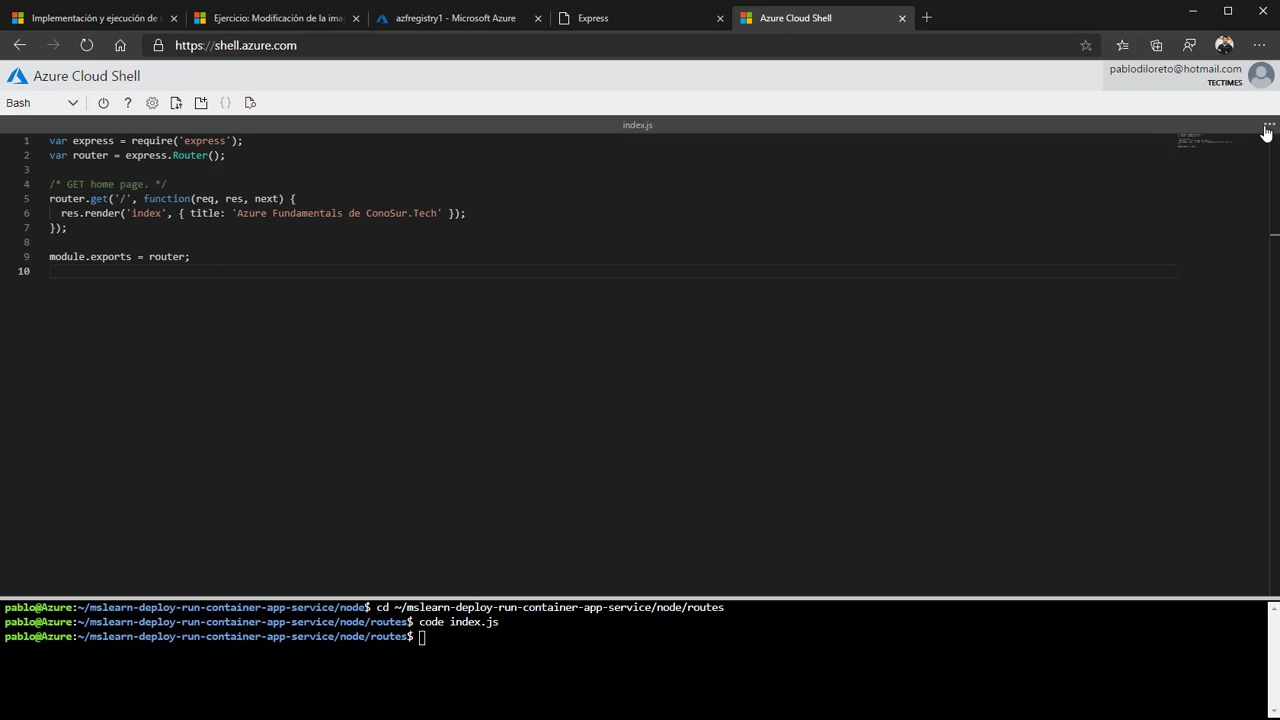 Implementación y ejecución de u
Ejercicio: Modificación de la ima
azfregistry1 - Microsoft Azure
Express
Azure Cloud Shell
https://shell.azure.com
Azure Cloud Shell
pablodiloreto@hotmail.com
TECTIMES
Bash
?
{}
index.js
1 var express = require('express');
2 var router = express.Router();
3
4 /* GET home page. */
5 router.get('/', function(req, res, next) {
6 res.render('index', { title: 'Azure Fundamentals de ConoSur.Tech' });
7 });
8
9 module.exports = router;
10
pablo@Azure:~/mslearn-deploy-run-container-app-service/node$ cd ~/mslearn-deploy-run-container-app-service/node/routes
pablo@Azure:~/mslearn-deploy-run-container-app-service/node/routes$ code index.js
pablo@Azure:~/mslearn-deploy-run-container-app-service/node/routes$